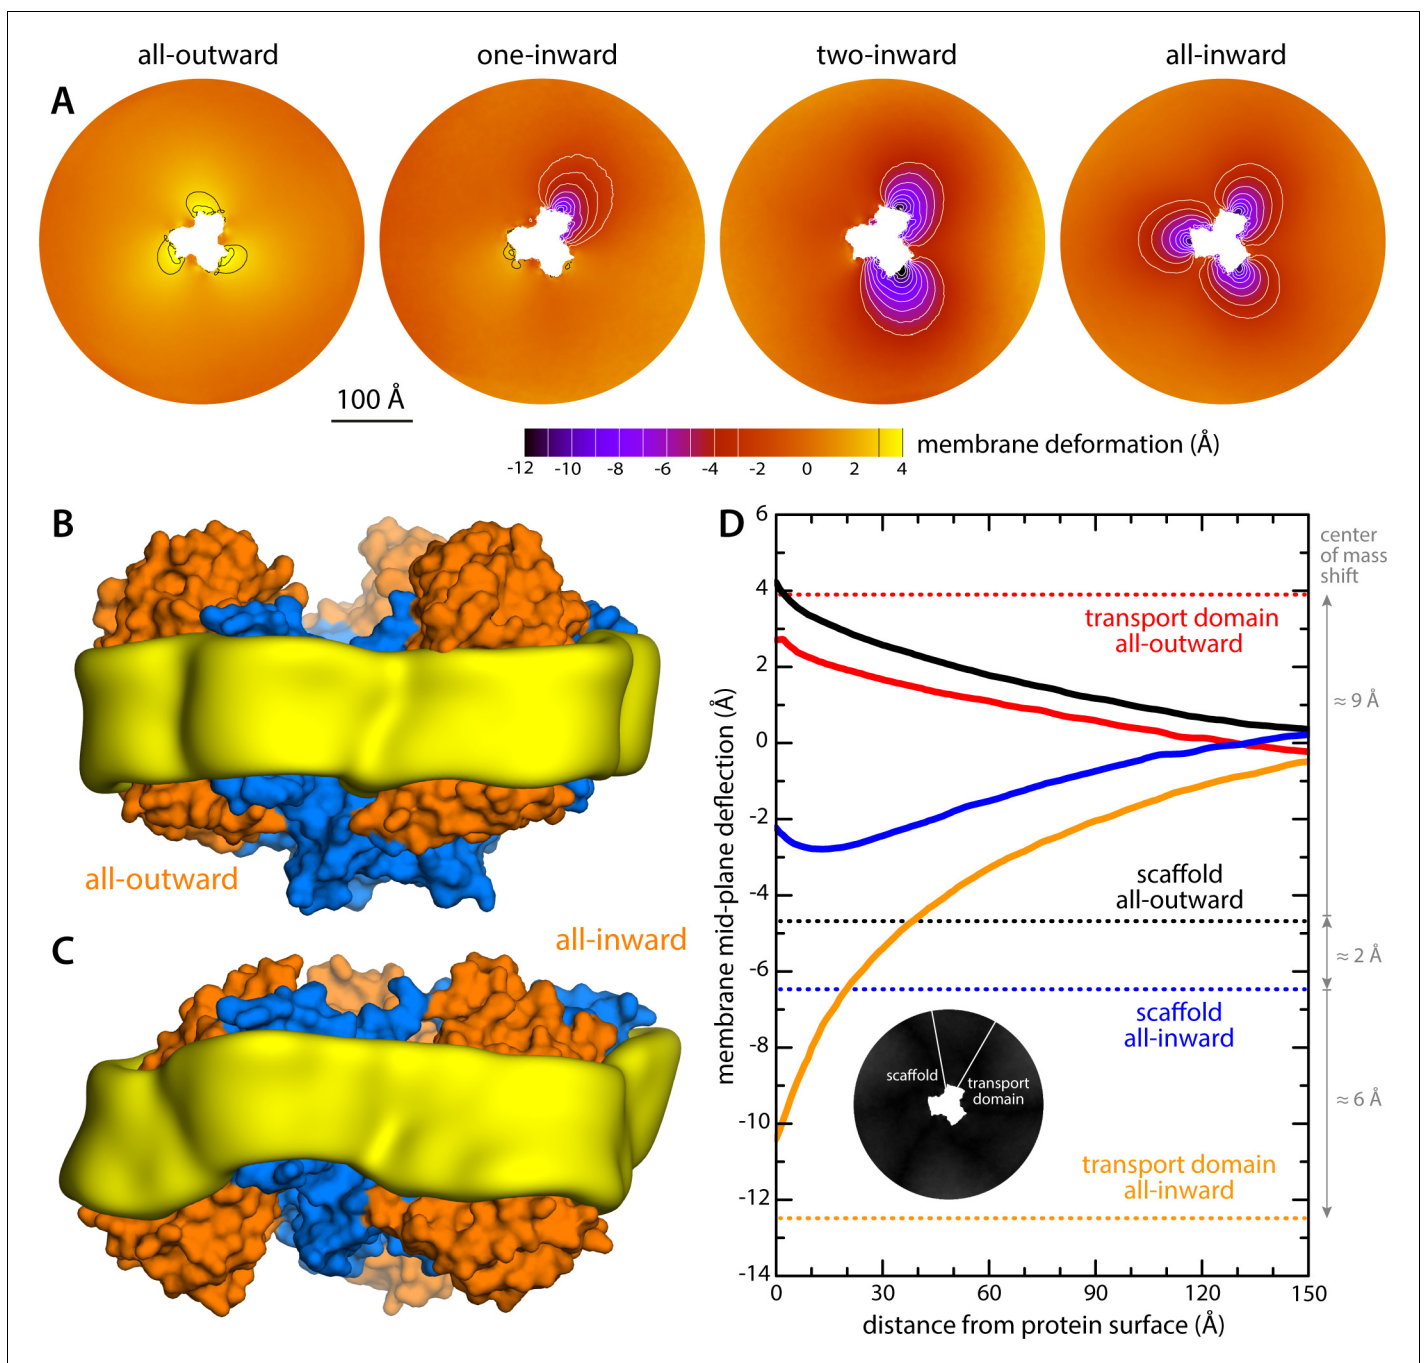 all-outward
one-inward
two-inward
all-inward
A
100 Å
-12 -10 -8 -6 -4 -2 0 2 4
membrane deformation (Å)
B
all-outward
C
all-inward
D
6
4
2
0
-2
-4
-6
-8
-10
-12
-14
membrane mid-plane deflection (Å)
transport domain
all-outward
scaffold
all-outward
scaffold
all-inward
transport domain
all-inward
scaffold
transport
domain
center
of mass
shift
≈ 9 Å
≈ 2 Å
≈ 6 Å
0 30 60 90 120 150
distance from protein surface (Å)